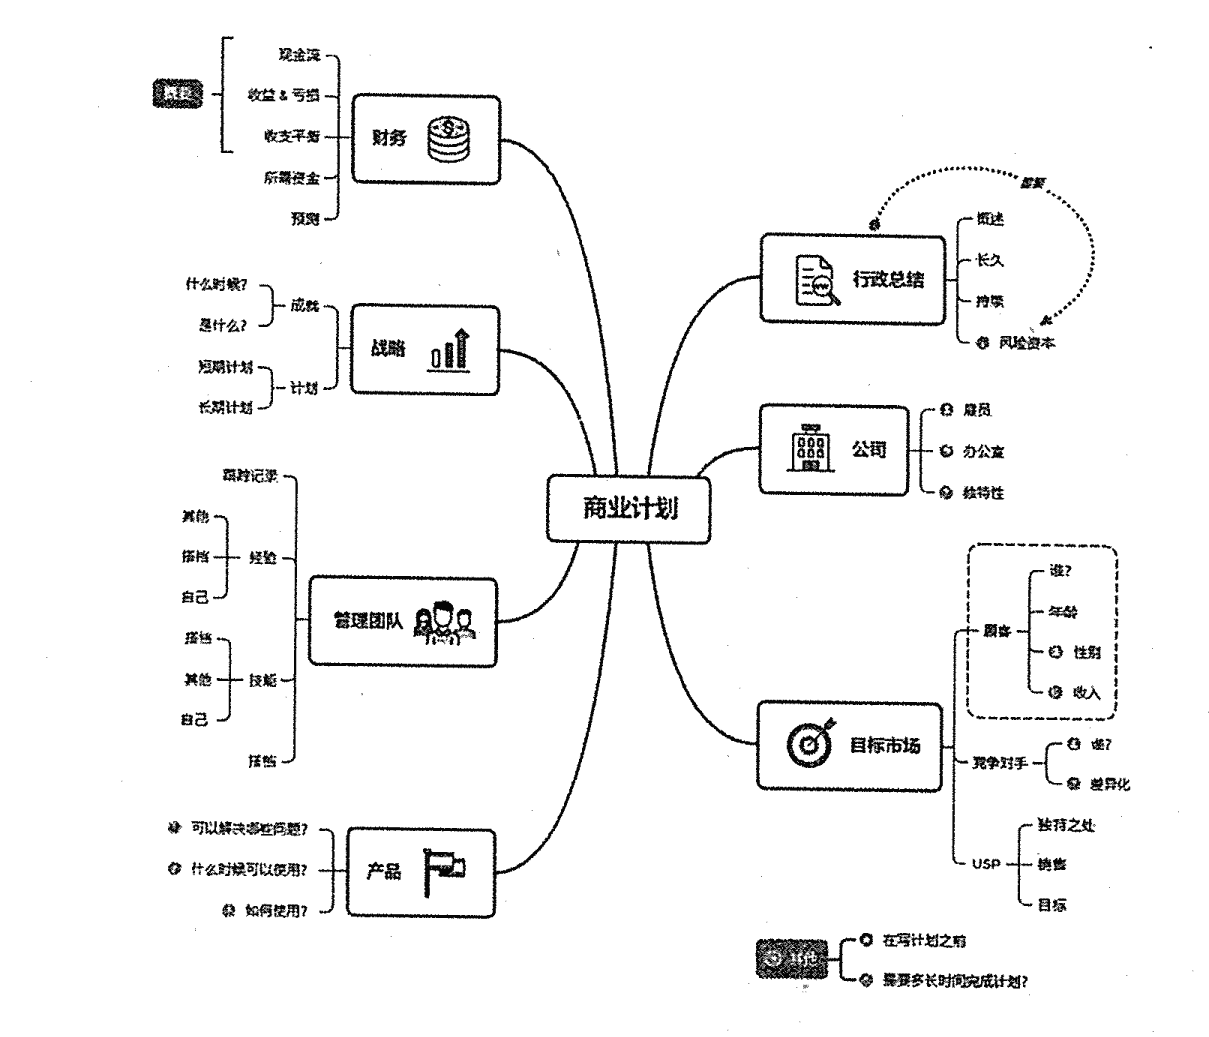 现金流
收益 & 亏损
收支平衡
所需资金
预测
财务
什么时候?
是什么?
成就
短期计划
长期计划
计划
战略
跟踪记录
其他
搭档
自己
经验
搭档
其他
自己
技能
搭档
管理团队
可以解决哪些问题?
什么时候可以使用?
如何使用?
产品
商业计划
行政总结
概述
长久
持续
风险资本
公司
雇员
办公室
独特性
目标市场
顾客
谁?
年龄
性别
收入
竞争对手
谁?
差异化
USP
独特之处
销售
目标
其他
在写计划之前
需要多长时间完成计划?